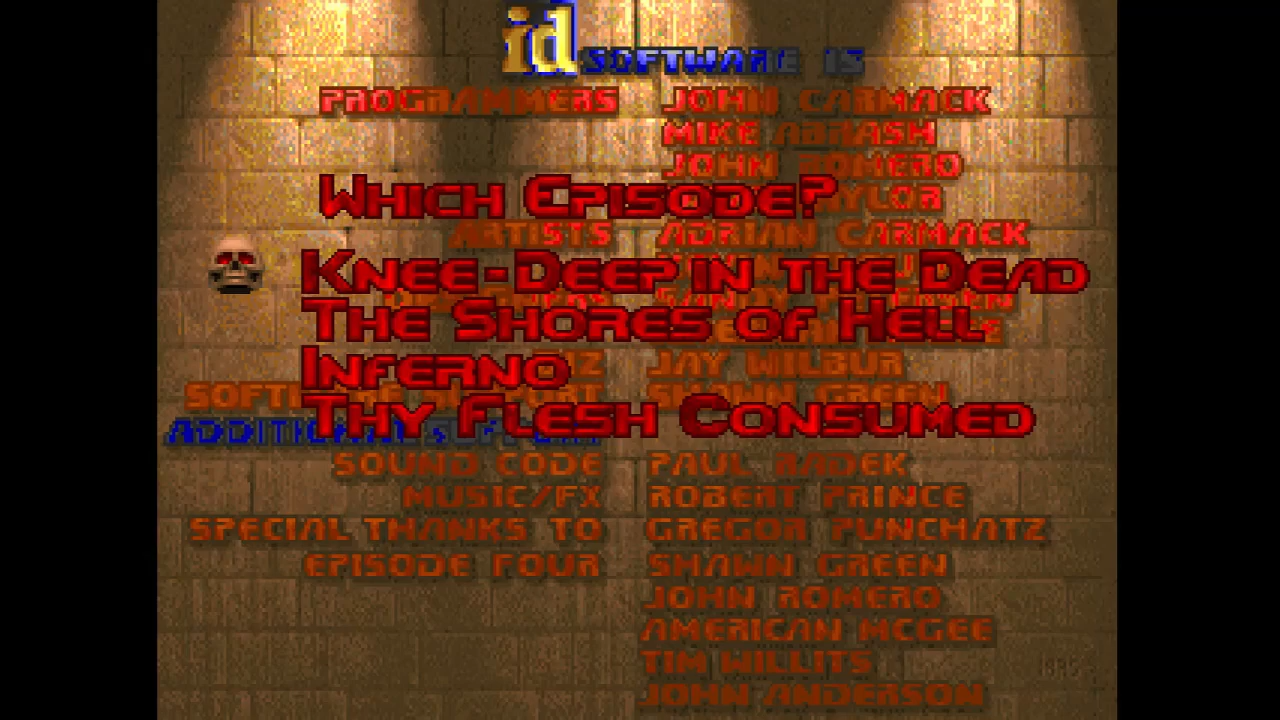 id SOFTWARE IS
PROGRAMMERS JOHN CARMACK
MIKE ABRASH
JOHN ROMERO
WHICH EPISODE?
ARTISTS ADRIAN CARMACK
KNEE-DEEP IN THE DEAD
THE SHORES OF HELL
JAY WILBUR
INFERNO
SHAWN GREEN
THY FLESH CONSUMED
SOUND CODE PAUL RADEK
MUSIC/FX ROBERT PRINCE
SPECIAL THANKS TO GREGOR PUNCHATZ
EPISODE FOUR SHAWN GREEN
JOHN ROMERO
AMERICAN MCGEE
TIM WILLITS
JOHN ANDERSON